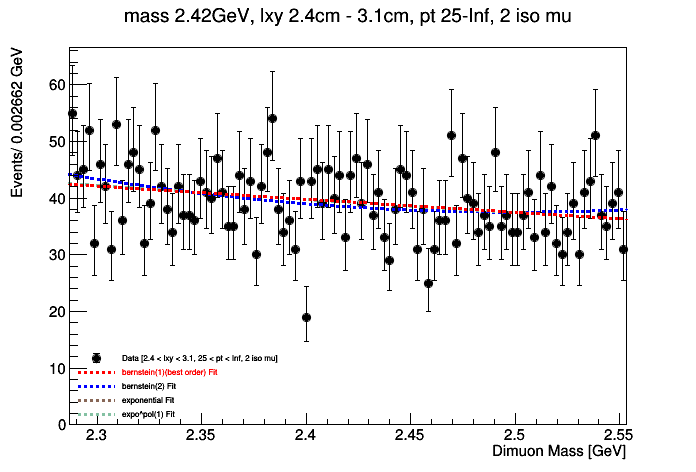 mass 2.42GeV, lxy 2.4cm - 3.1cm, pt 25-Inf, 2 iso mu
Events/ 0.002662 GeV
60
50
40
30
20
10
0
Data [2.4 < lxy < 3.1, 25 < pt < Inf, 2 iso mu]
bernstein(1)(best order) Fit
bernstein(2) Fit
exponential Fit
expo^pol(1) Fit
2.3 2.35 2.4 2.45 2.5 2.55
Dimuon Mass [GeV]